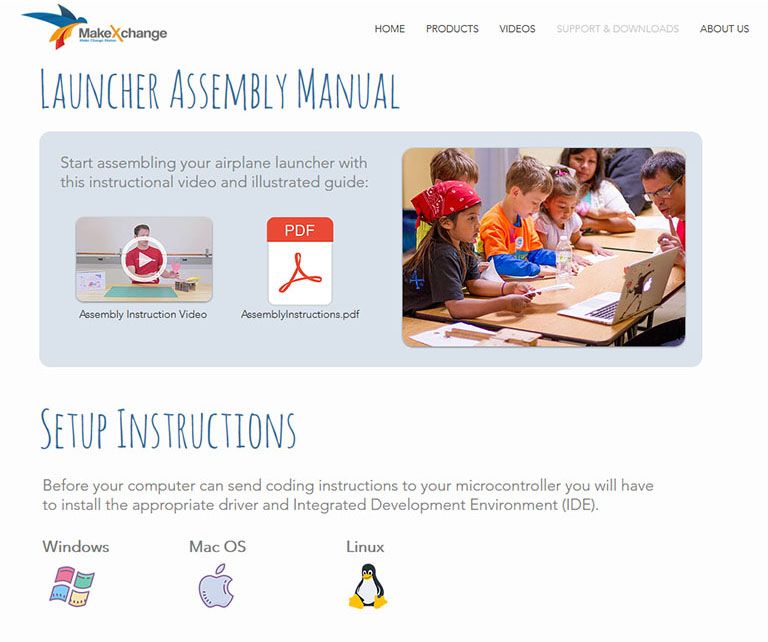 MakeXchange
Make Change Matter
HOME PRODUCTS VIDEOS SUPPORT & DOWNLOADS ABOUT US
LAUNCHER ASSEMBLY MANUAL
Start assembling your airplane launcher with
this instructional video and illustrated guide:
PDF
Assembly Instruction Video
AssemblyInstructions.pdf
SETUP INSTRUCTIONS
Before your computer can send coding instructions to your microcontroller you will have
to install the appropriate driver and Integrated Development Environment (IDE).
Windows Mac OS Linux